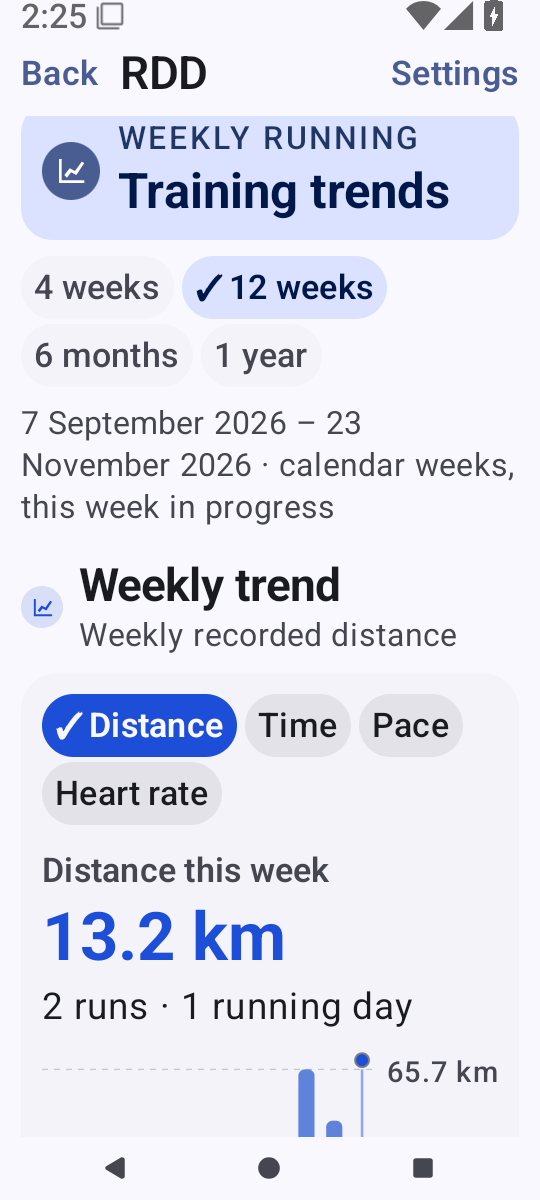 2:25
Back RDD Settings
WEEKLY RUNNING
Training trends
4 weeks ✓12 weeks
6 months 1 year
7 September 2026 – 23
November 2026 · calendar weeks,
this week in progress
Weekly trend
Weekly recorded distance
✓Distance Time Pace
Heart rate
Distance this week
13.2 km
2 runs · 1 running day
65.7 km